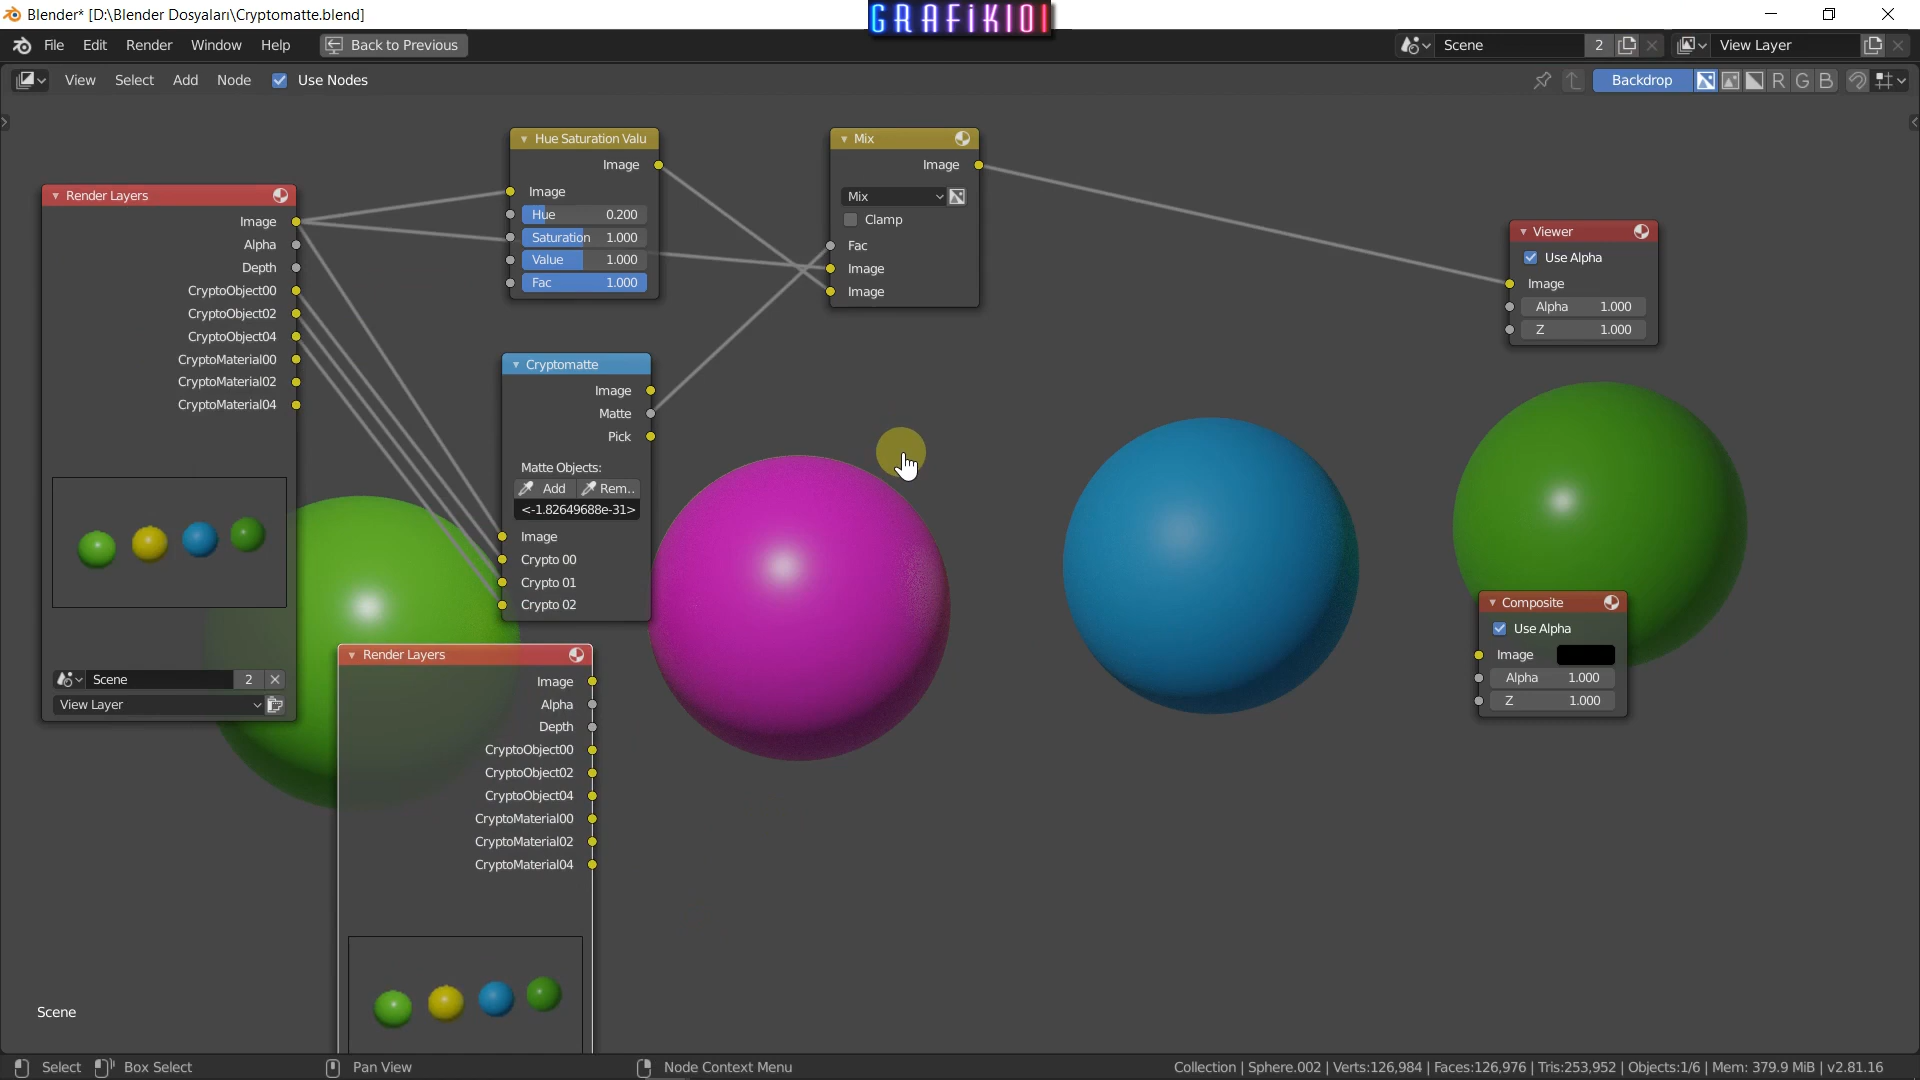 Blender* [D:\Blender Dosyaları\Cryptomatte.blend]
GRAFİK101
File Edit Render Window Help Back to Previous
Scene 2 View Layer
View Select Add Node Use Nodes
Backdrop R G B
Hue Saturation Valu
Image
Image
Hue 0.200
Saturation 1.000
Value 1.000
Fac 1.000
Mix
Image
Mix
Clamp
Fac
Image
Image
Render Layers
Image
Alpha
Depth
CryptoObject00
CryptoObject02
CryptoObject04
CryptoMaterial00
CryptoMaterial02
CryptoMaterial04
Scene 2
View Layer
Viewer
Use Alpha
Image
Alpha 1.000
Z 1.000
Cryptomatte
Image
Matte
Pick
Matte Objects:
Add Rem..
<-1.82649688e-31>
Image
Crypto 00
Crypto 01
Crypto 02
Composite
Use Alpha
Image
Alpha 1.000
Z 1.000
Render Layers
Image
Alpha
Depth
CryptoObject00
CryptoObject02
CryptoObject04
CryptoMaterial00
CryptoMaterial02
CryptoMaterial04
Scene
Select Box Select Pan View Node Context Menu
Collection | Sphere.002 | Verts:126,984 | Faces:126,976 | Tris:253,952 | Objects:1/6 | Mem: 379.9 MiB | v2.81.16